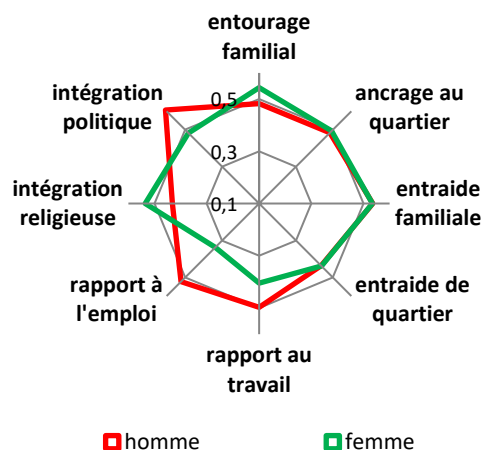 entourage
familial
0,5
intégration
politique
ancrage au
quartier
0,3
intégration
religieuse
0,1
entraide
familiale
rapport à
l'emploi
entraide de
quartier
rapport au
travail
homme
femme